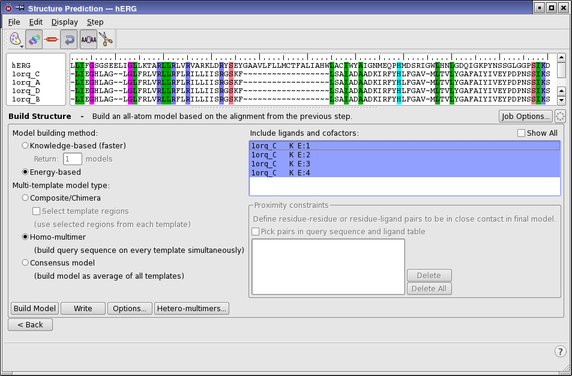 Structure Prediction — hERG
File Edit Display Step
hERG
1orq_C
1orq_A
1orq_D
1orq_B
Build Structure - Build an all-atom model based on the alignment from the previous step.
Job Options...
Model building method:
Knowledge-based (faster)
Return: 1 models
Energy-based
Multi-template model type:
Composite/Chimera
Select template regions
(use selected regions from each template)
Homo-multimer
(build query sequence on every template simultaneously)
Consensus model
(build model as average of all templates)
Include ligands and cofactors:
Show All
1orq_C K E:1
1orq_C K E:2
1orq_C K E:3
1orq_C K E:4
Proximity constraints
Define residue-residue or residue-ligand pairs to be in close contact in final model.
Pick pairs in query sequence and ligand table
Delete
Delete All
Build Model Write Options... Hetero-multimers...
< Back
?